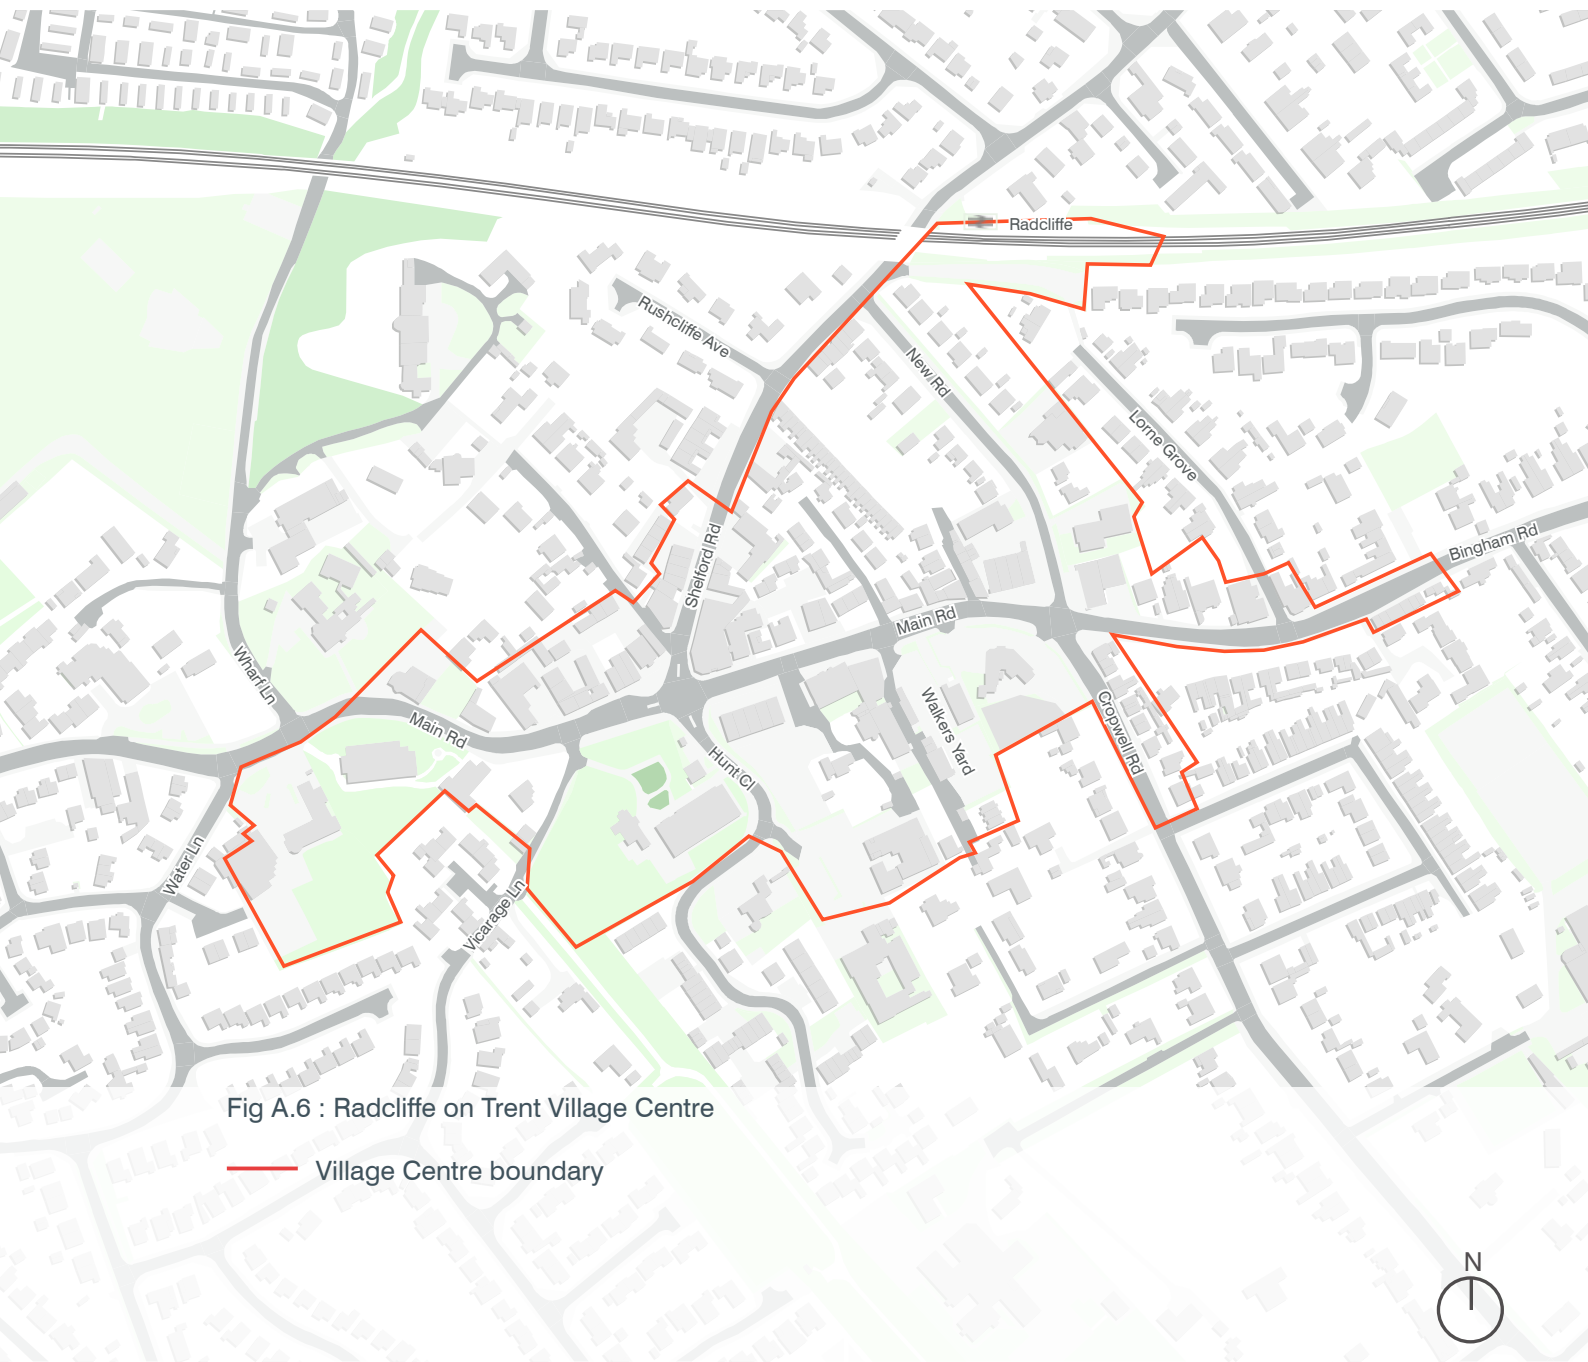 Radcliffe
Rushcliffe Ave
New Rd
Lorne Grove
Bingham Rd
Shelford Rd
Main Rd
Wharf Ln
Main Rd
Walkers Yard
Cropwell Rd
Hunt Cl
Water Ln
Vicarage Ln
Fig A.6 : Radcliffe on Trent Village Centre
Village Centre boundary
N